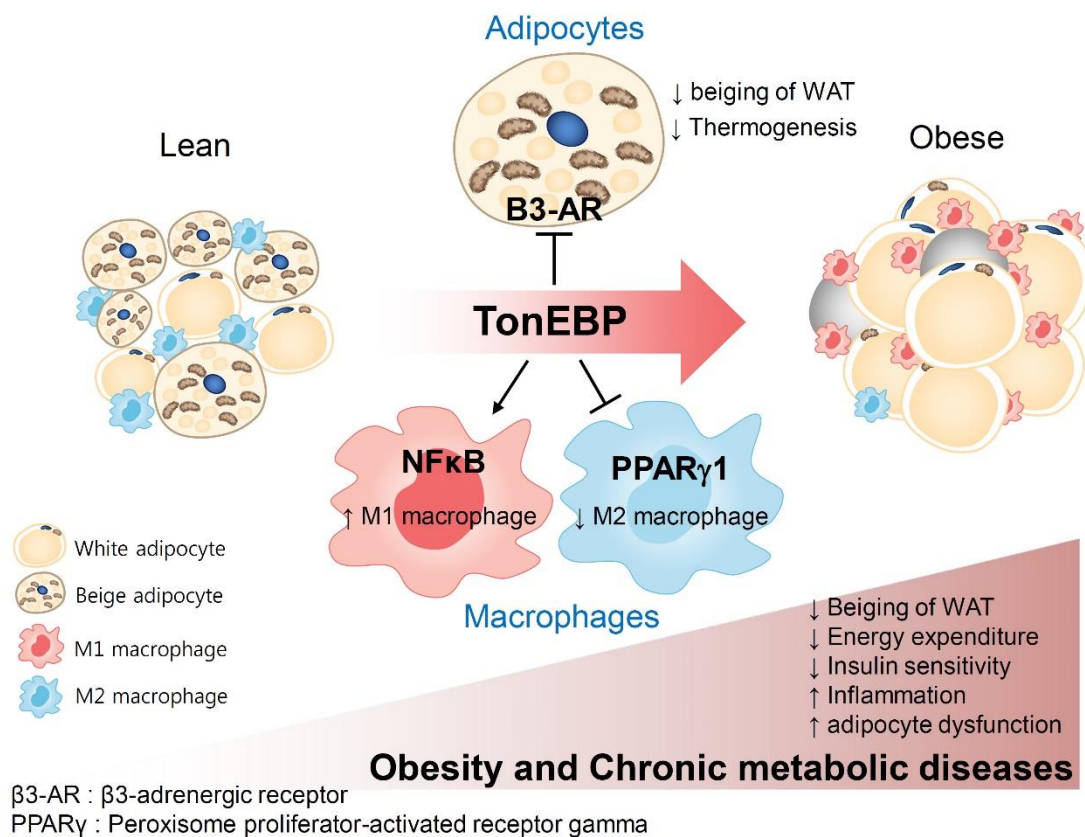 Adipocytes
↓ beiging of WAT
↓ Thermogenesis
Lean
Obese
B3-AR
TonEBP
NFκB
↑ M1 macrophage
PPARγ1
↓ M2 macrophage
Macrophages
White adipocyte
Beige adipocyte
M1 macrophage
M2 macrophage
↓ Beiging of WAT
↓ Energy expenditure
↓ Insulin sensitivity
↑ Inflammation
↑ adipocyte dysfunction
Obesity and Chronic metabolic diseases
β3-AR : β3-adrenergic receptor
PPARγ : Peroxisome proliferator-activated receptor gamma